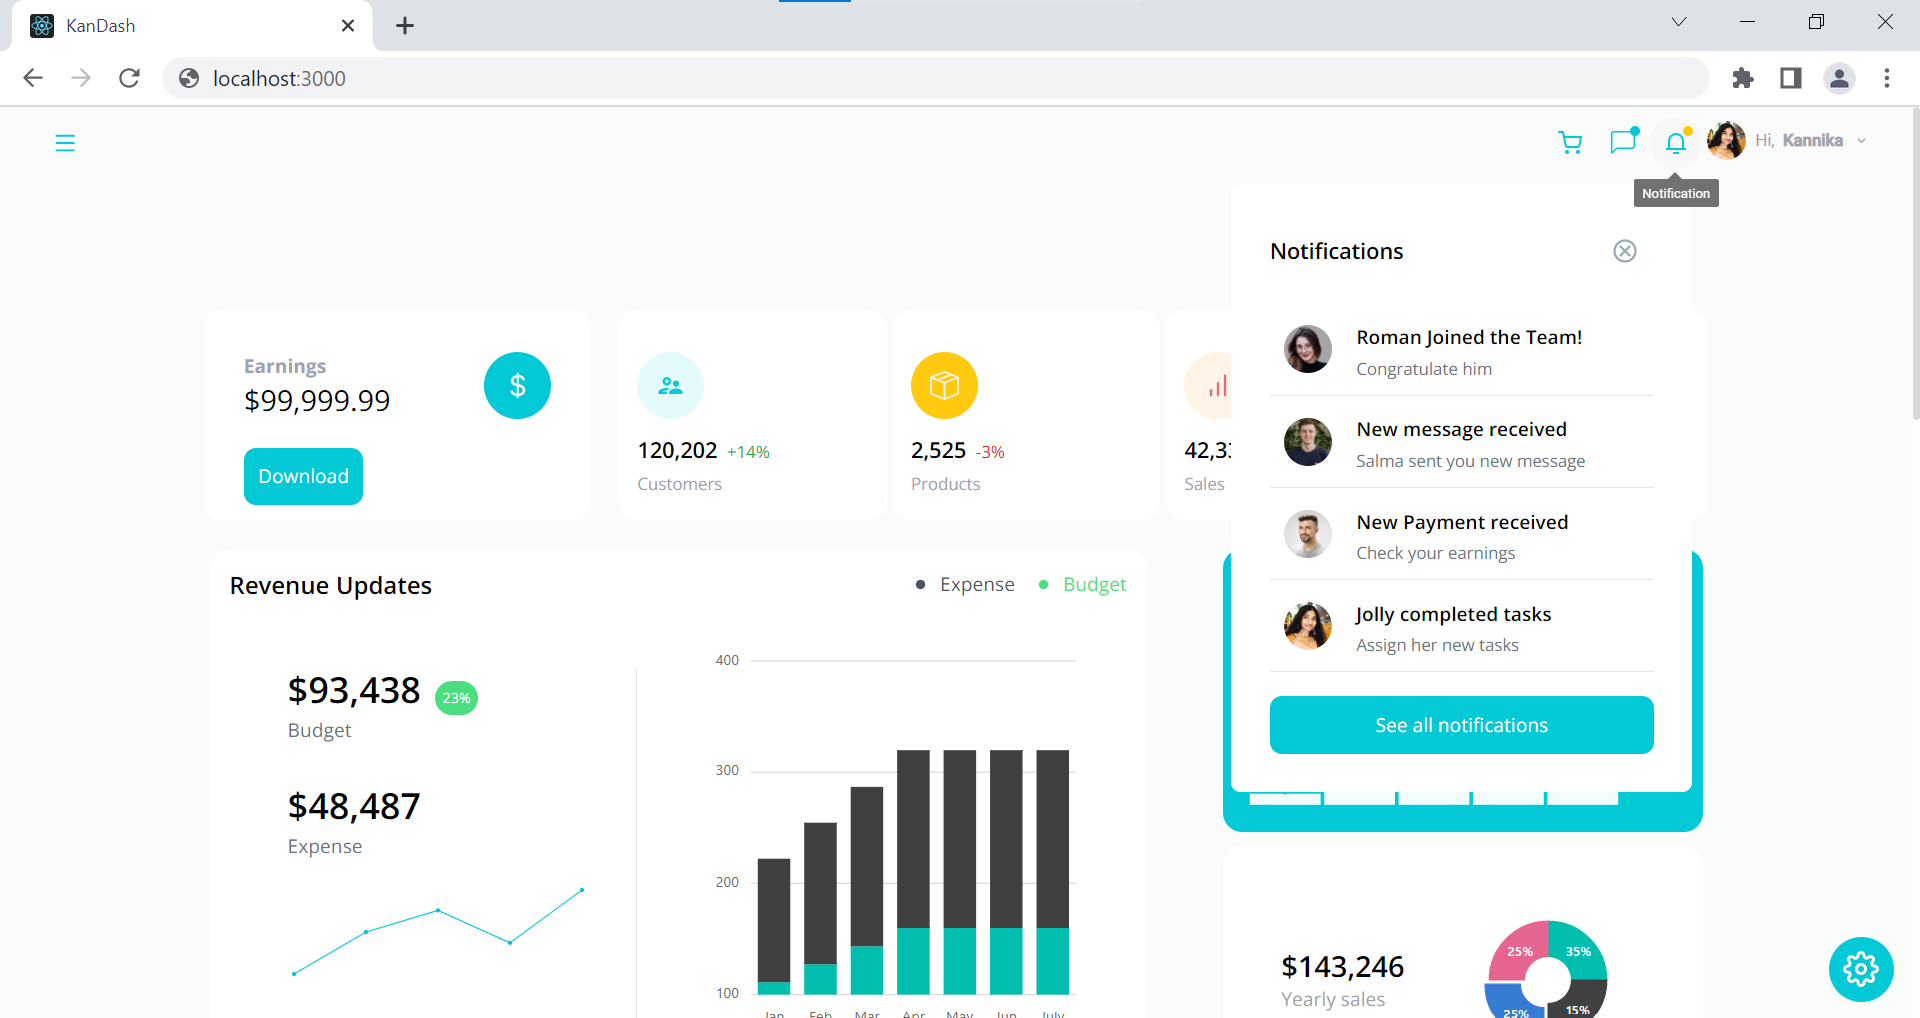 KanDash
localhost:3000
Hi, Kannika
Notification
Notifications
Roman Joined the Team!
Congratulate him
New message received
Salma sent you new message
New Payment received
Check your earnings
Jolly completed tasks
Assign her new tasks
See all notifications
Earnings
$99,999.99
$
Download
120,202 +14%
Customers
2,525 -3%
Products
Sales
Revenue Updates
Expense
Budget
$93,438 23%
Budget
$48,487
Expense
400
300
200
100
Jan Feb Mar Apr May Jun July
$143,246
Yearly sales
25% 35%
25% 15%